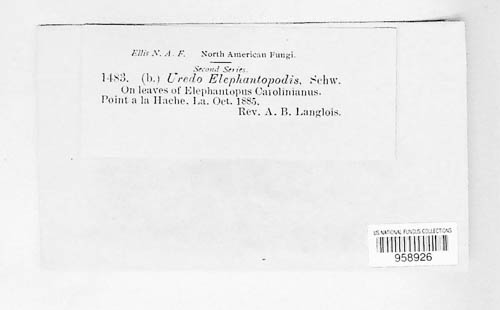 Ellis N. A. F. North American Fungi.
Second Series.
1483. (b.) Uredo Elephantopodis, Schw.
On leaves of Elephantopus Carolinianus.
Point a la Hache, La. Oct. 1885.
Rev. A. B. Langlois.
US NATIONAL FUNGUS COLLECTIONS
958926